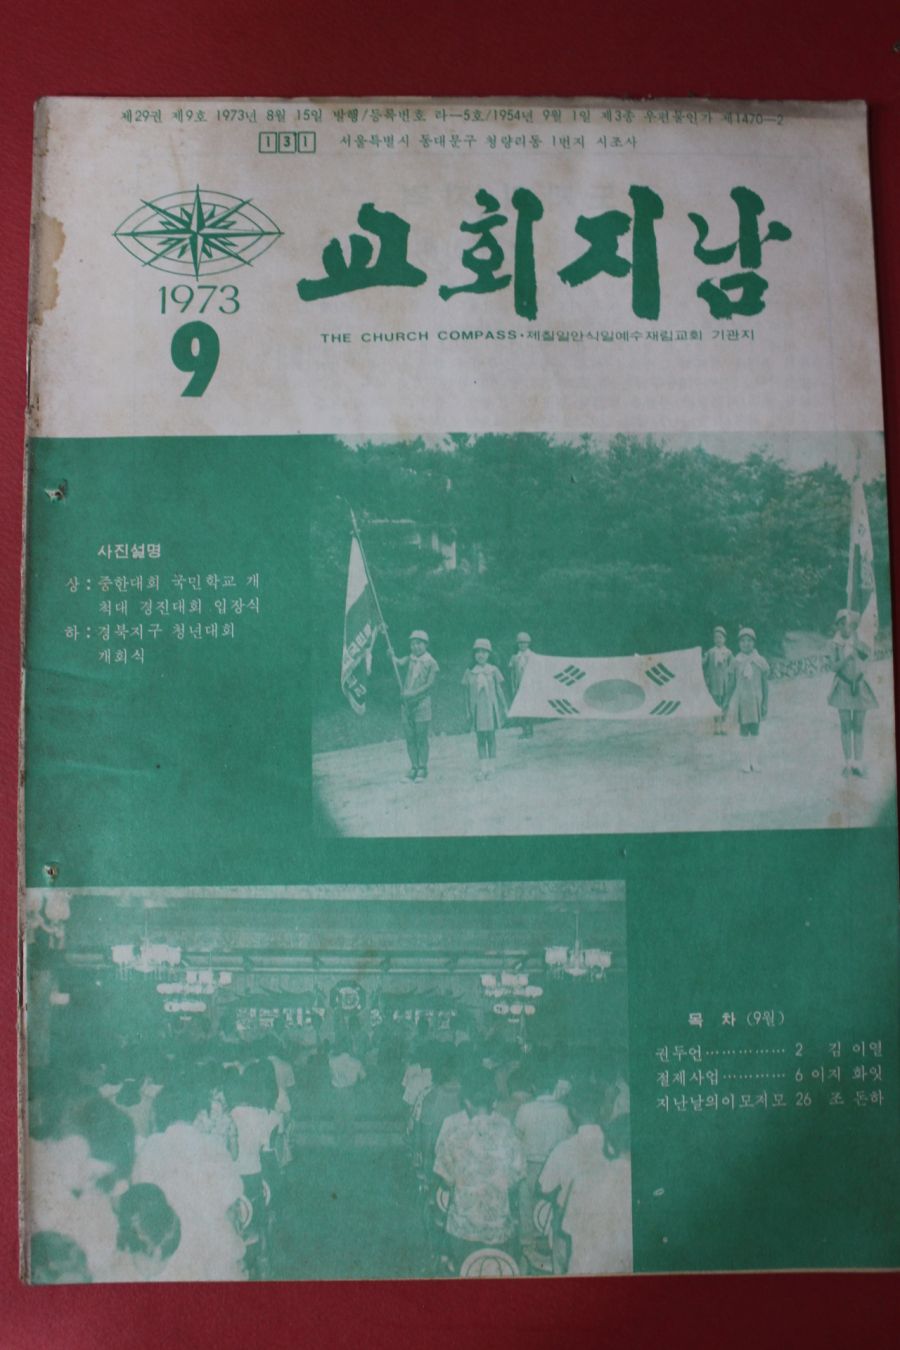 제29권 제9호 1973년 8월 15일 발행/등록번호 라—5호/1954년 9월 1일 제3종 우편물인가 제1470—2
131 서울특별시 동대문구 청량리동 1번지 시조사
교회지남
1973
9
THE CHURCH COMPASS·제칠일안식일예수재림교회 기관지
사진설명
상: 중한대회 국민학교 개
척대 경진대회 입장식
하: 경북지구 청년대회
개회식
목 차 (9월)
권두언…………… 2 김 이열
절제사업………… 6 이지 화잇
지난날의이모저모 26 조 돈하